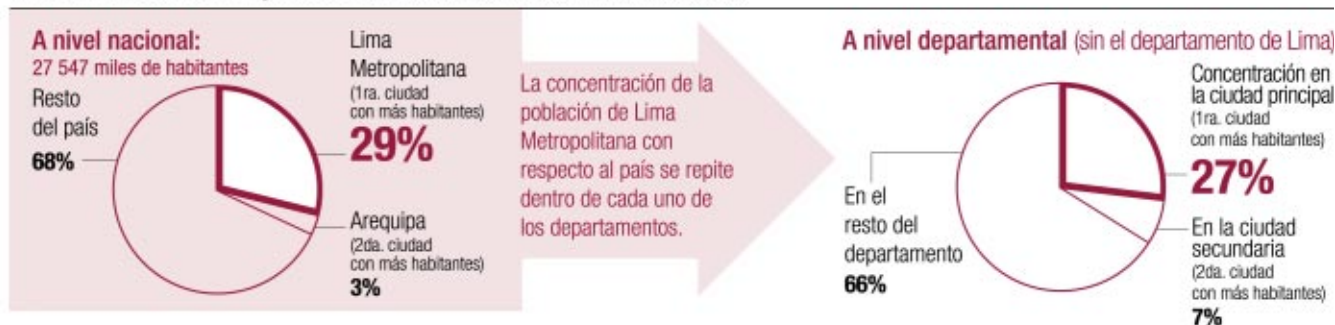 A nivel nacional:
27 547 miles de habitantes
Resto
del país
68%
Lima
Metropolitana
(1ra. ciudad
con más habitantes)
29%
Arequipa
(2da. ciudad
con más habitantes)
3%
La concentración de la
población de Lima
Metropolitana con
respecto al país se repite
dentro de cada uno de
los departamentos.
A nivel departamental (sin el departamento de Lima)
Concentración en
la ciudad principal
(1ra. ciudad
con más habitantes)
27%
En el
resto del
departamento
66%
En la ciudad
secundaria
(2da. ciudad
con más habitantes)
7%